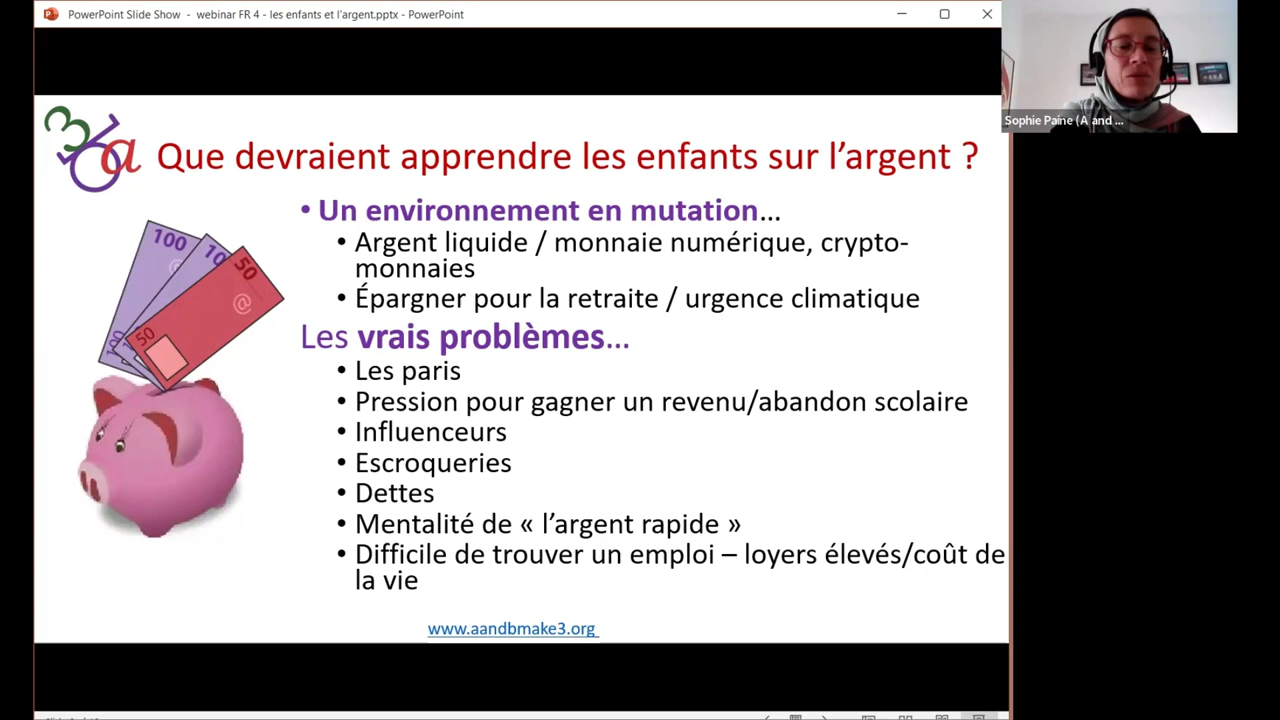 PowerPoint Slide Show - webinar FR 4 - les enfants et l'argent.pptx - PowerPoint
Sophie Paine (A and ...
Que devraient apprendre les enfants sur l’argent ?
• Un environnement en mutation…
• Argent liquide / monnaie numérique, crypto-
monnaies
• Épargner pour la retraite / urgence climatique
Les vrais problèmes…
• Les paris
• Pression pour gagner un revenu/abandon scolaire
• Influenceurs
• Escroqueries
• Dettes
• Mentalité de « l’argent rapide »
• Difficile de trouver un emploi – loyers élevés/coût de
la vie
100
10
50
@
50
100
www.aandbmake3.org